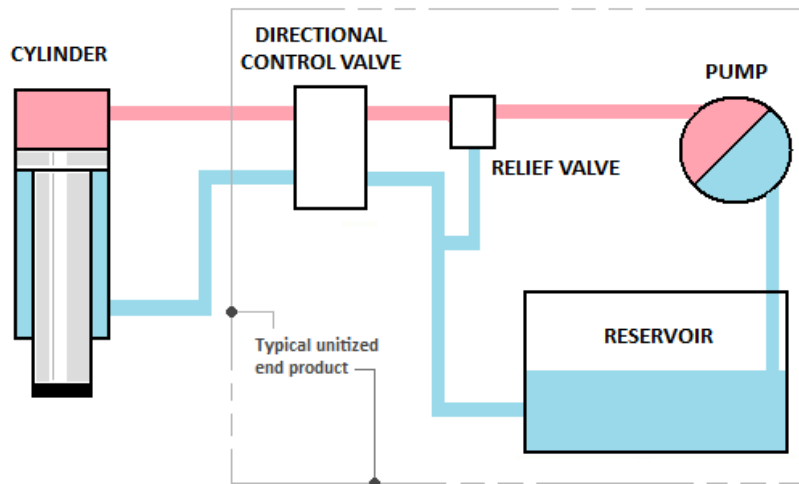 DIRECTIONAL
CONTROL VALVE
CYLINDER
PUMP
RELIEF VALVE
RESERVOIR
Typical unitized
end product